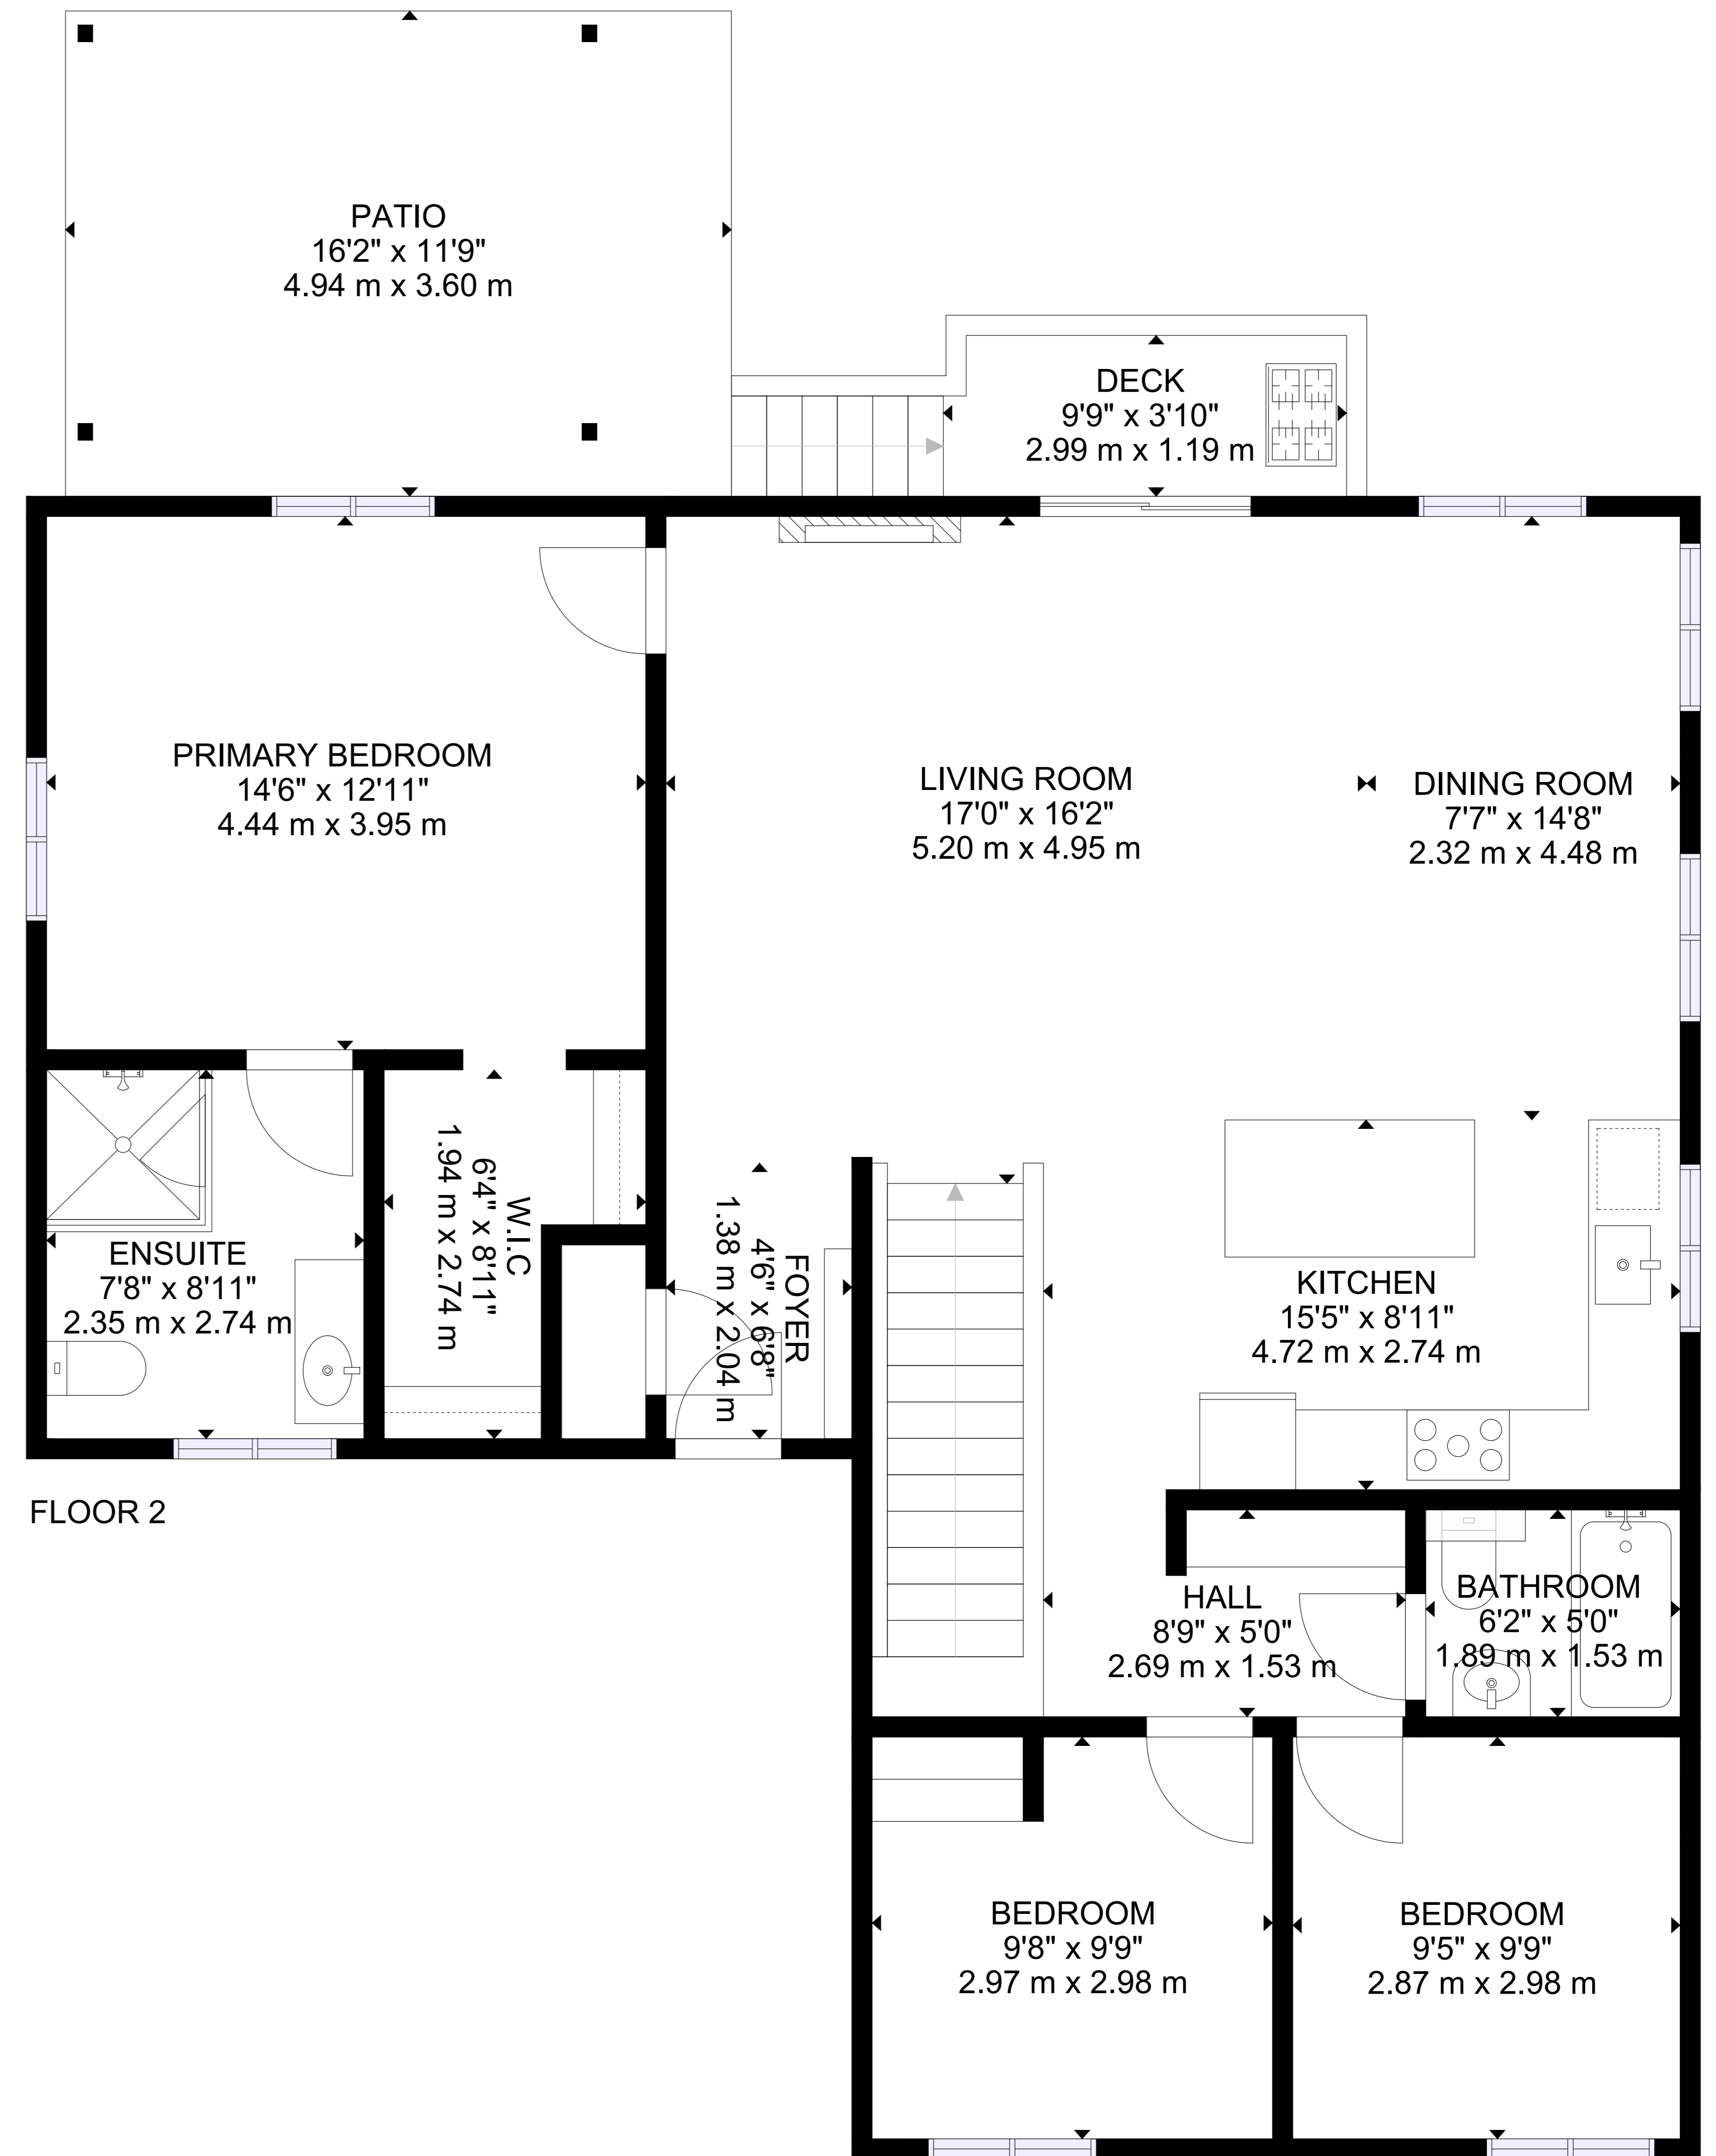 PATIO
16'2" x 11'9"
4.94 m x 3.60 m
DECK
9'9" x 3'10"
2.99 m x 1.19 m
PRIMARY BEDROOM
14'6" x 12'11"
4.44 m x 3.95 m
LIVING ROOM
17'0" x 16'2"
5.20 m x 4.95 m
DINING ROOM
7'7" x 14'8"
2.32 m x 4.48 m
ENSUITE
7'8" x 8'11"
2.35 m x 2.74 m
W.I.C
6'4" x 8'11"
1.94 m x 2.74 m
FOYER
4'6" x 6'8"
1.38 m x 2.04 m
KITCHEN
15'5" x 8'11"
4.72 m x 2.74 m
FLOOR 2
HALL
8'9" x 5'0"
2.69 m x 1.53 m
BATHROOM
6'2" x 5'0"
1.89 m x 1.53 m
BEDROOM
9'8" x 9'9"
2.97 m x 2.98 m
BEDROOM
9'5" x 9'9"
2.87 m x 2.98 m